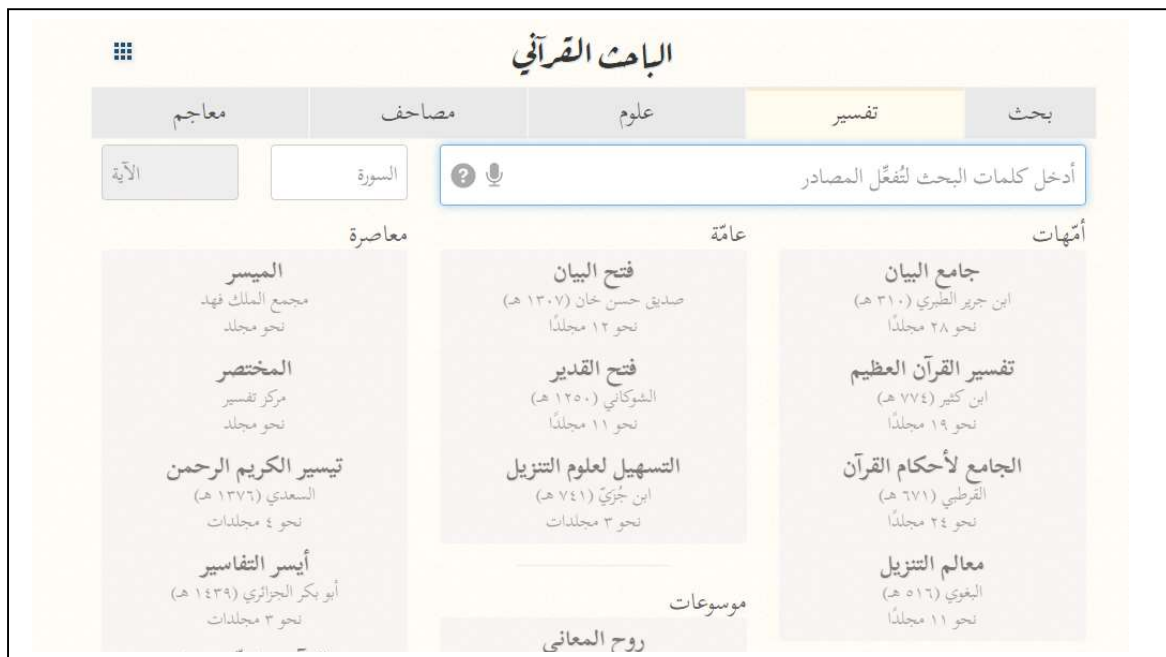 الباحث القرآني
بحث
تفسير
علوم
مصاحف
معاجم
أدخل كلمات البحث لتُفعِّل المصادر
السورة
الآية
أمّهات
جامع البيان
ابن جرير الطبري (٣١٠ هـ)
نحو ٢٨ مجلدًا
تفسير القرآن العظيم
ابن كثير (٧٧٤ هـ)
نحو ١٩ مجلدًا
الجامع لأحكام القرآن
القرطبي (٦٧١ هـ)
نحو ٢٤ مجلدًا
معالم التنزيل
البغوي (٥١٦ هـ)
نحو ١١ مجلدًا
عامّة
فتح البيان
صديق حسن خان (١٣٠٧ هـ)
نحو ١٢ مجلدًا
فتح القدير
الشوكاني (١٢٥٠ هـ)
نحو ١١ مجلدًا
التسهيل لعلوم التنزيل
ابن جُزَيّ (٧٤١ هـ)
نحو ٣ مجلدات
موسوعات
روح المعاني
معاصرة
الميسر
مجمع الملك فهد
نحو مجلد
المختصر
مركز تفسير
نحو مجلد
تيسير الكريم الرحمن
السعدي (١٣٧٦ هـ)
نحو ٤ مجلدات
أيسر التفاسير
أبو بكر الجزائري (١٤٣٩ هـ)
نحو ٣ مجلدات